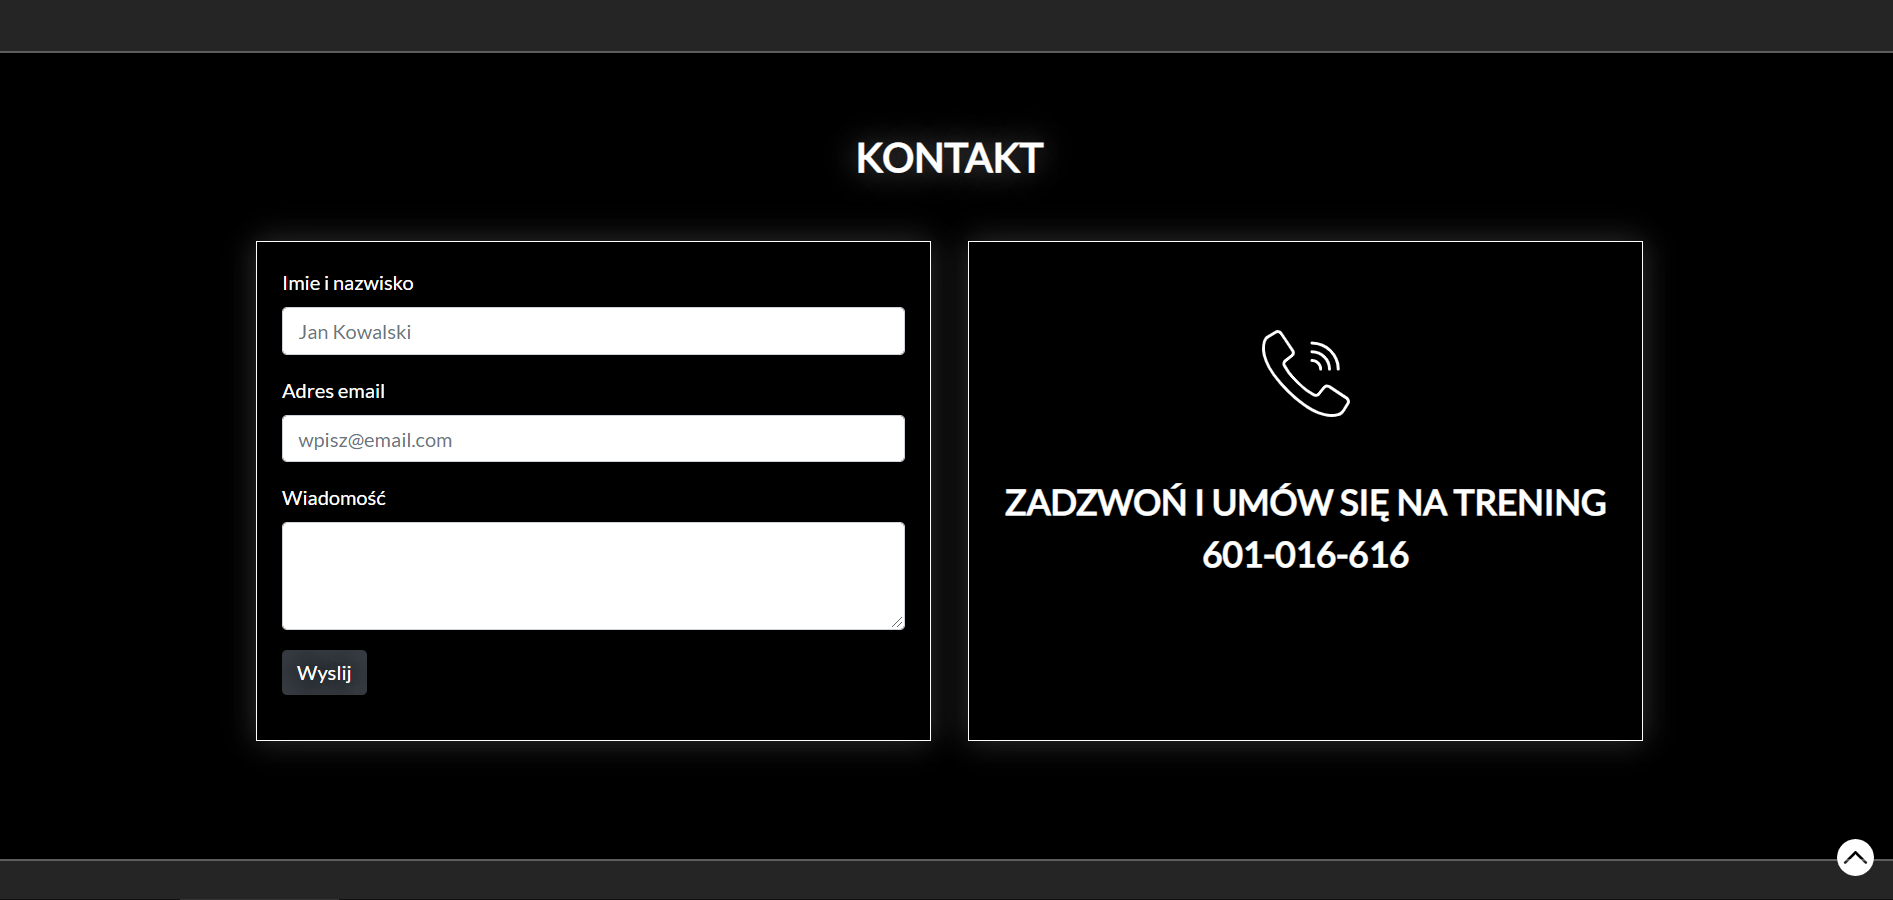 KONTAKT
Imie i nazwisko
Jan Kowalski
Adres email
wpisz@email.com
Wiadomość
Wyslij
ZADZWOŃ I UMÓW SIĘ NA TRENING
601-016-616